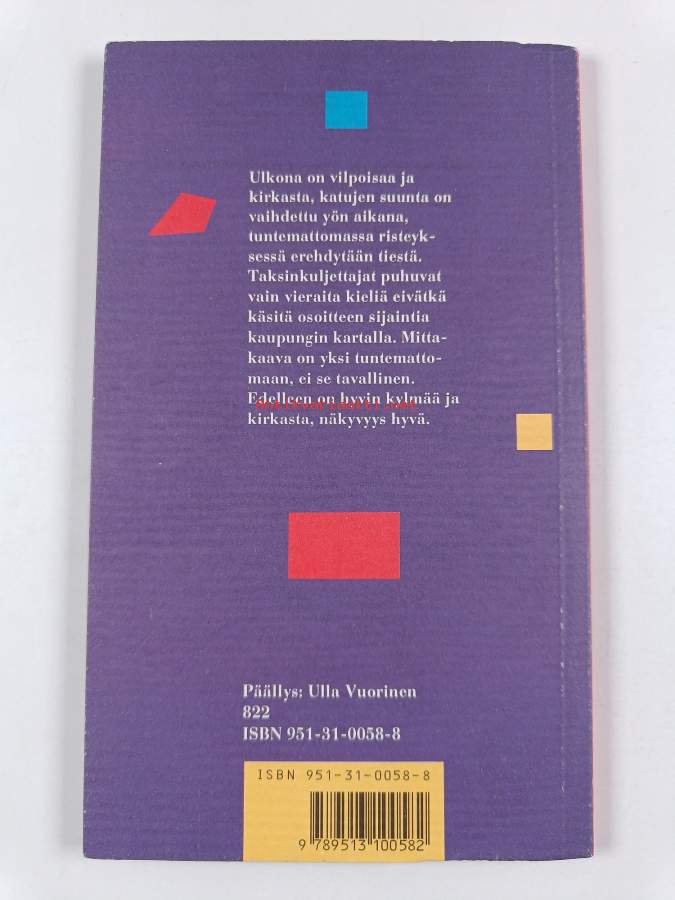 Ulkona on vilpoisaa ja
kirkasta, katujen suunta on
vaihdettu yön aikana,
tuntemattomassa risteyk-
sessä erehdytään tiestä.
Taksinkuljettajat puhuvat
vain vieraita kieliä eivätkä
käsitä osoitteen sijaintia
kaupungin kartalla. Mitta-
kaava on yksi tuntematto-
maan, ei se tavallinen.
Edelleen on hyvin kylmää ja
kirkasta, näkyvyys hyvä.
Päällys: Ulla Vuorinen
822
ISBN 951-31-0058-8
ISBN 951-31-0058-8
9 789513 100582